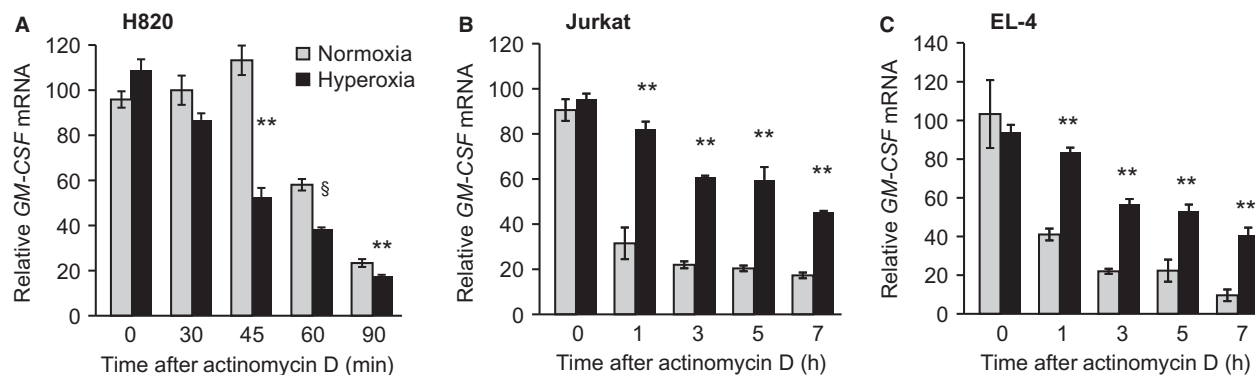 A H820
Relative GM-CSF mRNA
120
100
80
60
40
20
0
Normoxia
Hyperoxia
**
§
**
0 30 45 60 90
Time after actinomycin D (min)
B Jurkat
Relative GM-CSF mRNA
120
100
80
60
40
20
0
**
**
**
**
0 1 3 5 7
Time after actinomycin D (h)
C EL-4
Relative GM-CSF mRNA
140
120
100
80
60
40
20
0
**
**
**
**
0 1 3 5 7
Time after actinomycin D (h)